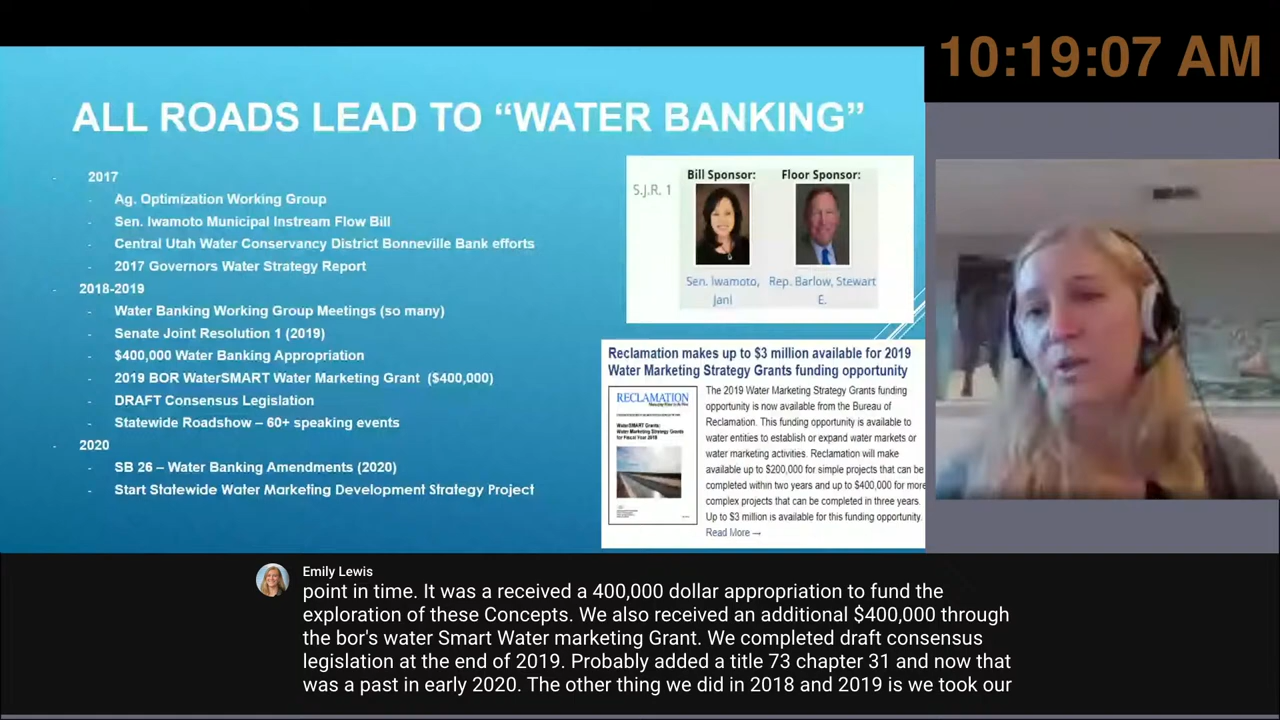 10:19:07 AM
ALL ROADS LEAD TO “WATER BANKING”
- 2017
- Ag. Optimization Working Group
- Sen. Iwamoto Municipal Instream Flow Bill
- Central Utah Water Conservancy District Bonneville Bank efforts
- 2017 Governors Water Strategy Report
- 2018-2019
- Water Banking Working Group Meetings (so many)
- Senate Joint Resolution 1 (2019)
- $400,000 Water Banking Appropriation
- 2019 BOR WaterSMART Water Marketing Grant ($400,000)
- DRAFT Consensus Legislation
- Statewide Roadshow – 60+ speaking events
- 2020
- SB 26 – Water Banking Amendments (2020)
- Start Statewide Water Marketing Development Strategy Project
S.J.R. 1
Bill Sponsor:
Sen. Iwamoto,
Jani
Floor Sponsor:
Rep. Barlow, Stewart
E.
Reclamation makes up to $3 million available for 2019
Water Marketing Strategy Grants funding opportunity
RECLAMATION
WaterSMART Grants:
Water Marketing Strategy Grants
for Fiscal Year 2019
The 2019 Water Marketing Strategy Grants funding
opportunity is now available from the Bureau of
Reclamation. This funding opportunity is available to
water entities to establish or expand water markets or
water marketing activities. Reclamation will make
available up to $200,000 for simple projects that can be
completed within two years and up to $400,000 for more
complex projects that can be completed in three years.
Up to $3 million is available for this funding opportunity.
Read More →
Emily Lewis
point in time. It was a received a 400,000 dollar appropriation to fund the
exploration of these Concepts. We also received an additional $400,000 through
the bor's water Smart Water marketing Grant. We completed draft consensus
legislation at the end of 2019. Probably added a title 73 chapter 31 and now that
was a past in early 2020. The other thing we did in 2018 and 2019 is we took our